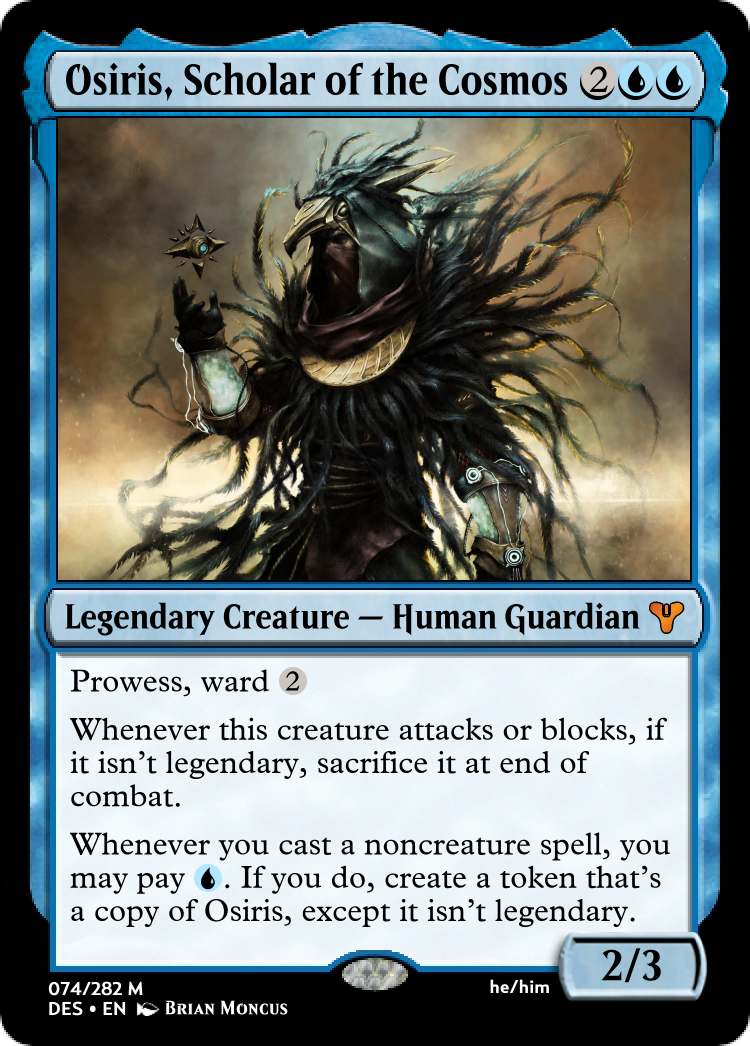 Osiris, Scholar of the Cosmos 2
Legendary Creature — Human Guardian
Prowess, ward 2
Whenever this creature attacks or blocks, if
it isn't legendary, sacrifice it at end of
combat.
Whenever you cast a noncreature spell, you
may pay . If you do, create a token that's
a copy of Osiris, except it isn't legendary.
2/3
074/282 M
he/him
DES • EN Brian Moncus